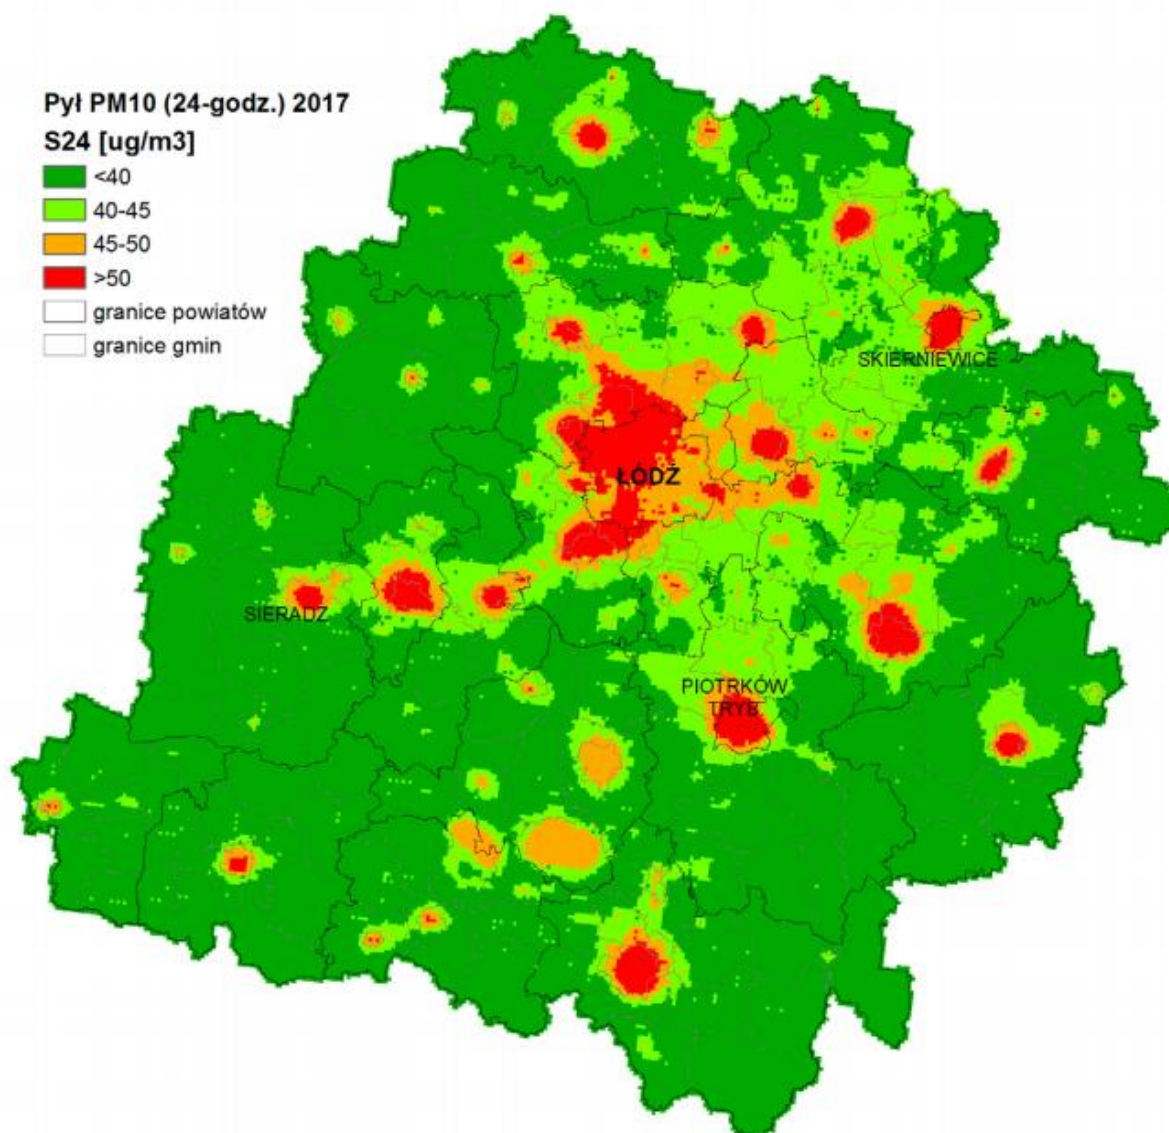 Pył PM10 (24-godz.) 2017
S24 [ug/m3]
<40
40-45
45-50
>50
granice powiatów
granice gmin
SKIERNIEWICE
ŁÓDŹ
SIERADZ
PIOTRKÓW
TRYB.